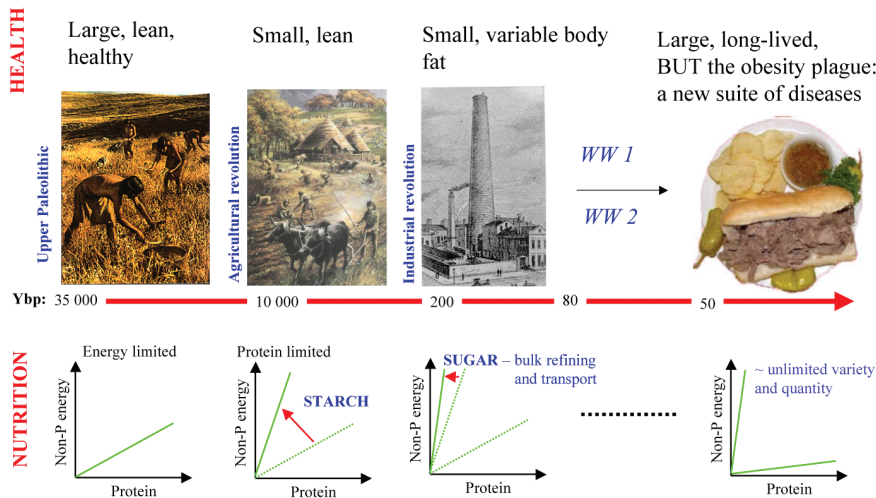 HEALTH
Large, lean,
healthy
Small, lean
Small, variable body
fat
Large, long-lived,
BUT the obesity plague:
a new suite of diseases
Upper Paleolithic
Agricultural revolution
Industrial revolution
WW 1
WW 2
Ybp:
35 000
10 000
200
80
50
NUTRITION
Energy limited
Non-P energy
Protein
Protein limited
STARCH
Non-P energy
Protein
SUGAR – bulk refining
and transport
Non-P energy
Protein
~ unlimited variety
and quantity
Non-P energy
Protein